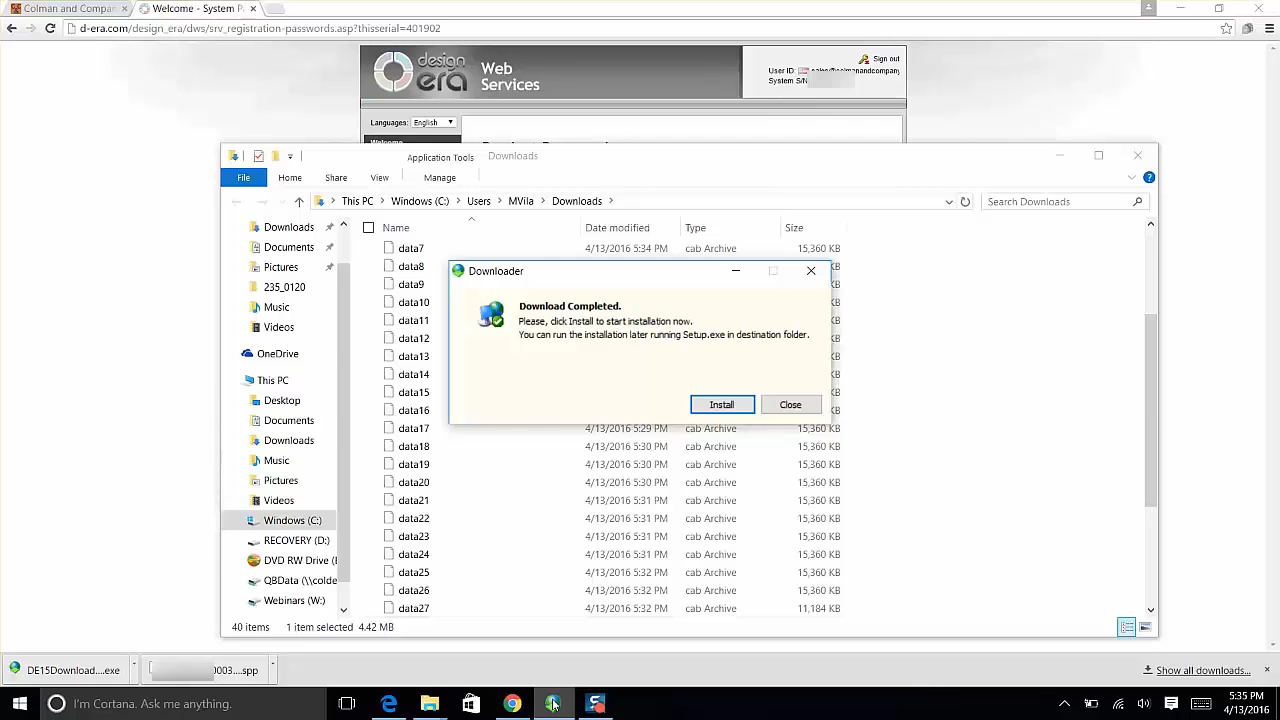 Colman and Compan
Welcome - System P
d-era.com/design_era/dws/srv_registration-passwords.asp?thisserial=401902
design era
Web
Services
Sign out
User ID:
System S/N
Languages: English
Welcome
Application Tools
Downloads
File
Home
Share
View
Manage
This PC > Windows (C:) > Users > MVila > Downloads >
Search Downloads
Name
Date modified
Type
Size
Downloads
Documents
Pictures
235_0120
Music
Videos
OneDrive
This PC
Desktop
Documents
Downloads
Music
Pictures
Videos
Windows (C:)
RECOVERY (D:)
DVD RW Drive (
QBData (\\colde
Webinars (W:)
data7 4/13/2016 5:34 PM cab Archive 15,360 KB
data8 KB
data9 KB
data10 KB
data11 KB
data12 KB
data13 KB
data14 KB
data15 KB
data16 KB
data17 4/13/2016 5:29 PM cab Archive 15,360 KB
data18 4/13/2016 5:30 PM cab Archive 15,360 KB
data19 4/13/2016 5:30 PM cab Archive 15,360 KB
data20 4/13/2016 5:30 PM cab Archive 15,360 KB
data21 4/13/2016 5:31 PM cab Archive 15,360 KB
data22 4/13/2016 5:31 PM cab Archive 15,360 KB
data23 4/13/2016 5:31 PM cab Archive 15,360 KB
data24 4/13/2016 5:31 PM cab Archive 15,360 KB
data25 4/13/2016 5:32 PM cab Archive 15,360 KB
data26 4/13/2016 5:32 PM cab Archive 15,360 KB
data27 4/13/2016 5:32 PM cab Archive 11,184 KB
Downloader
Download Completed.
Please, click Install to start installation now.
You can run the installation later running Setup.exe in destination folder.
Install
Close
40 items 1 item selected 4.42 MB
DE15Download....exe
0003...spp
Show all downloads...
I'm Cortana. Ask me anything.
5:35 PM
4/13/2016